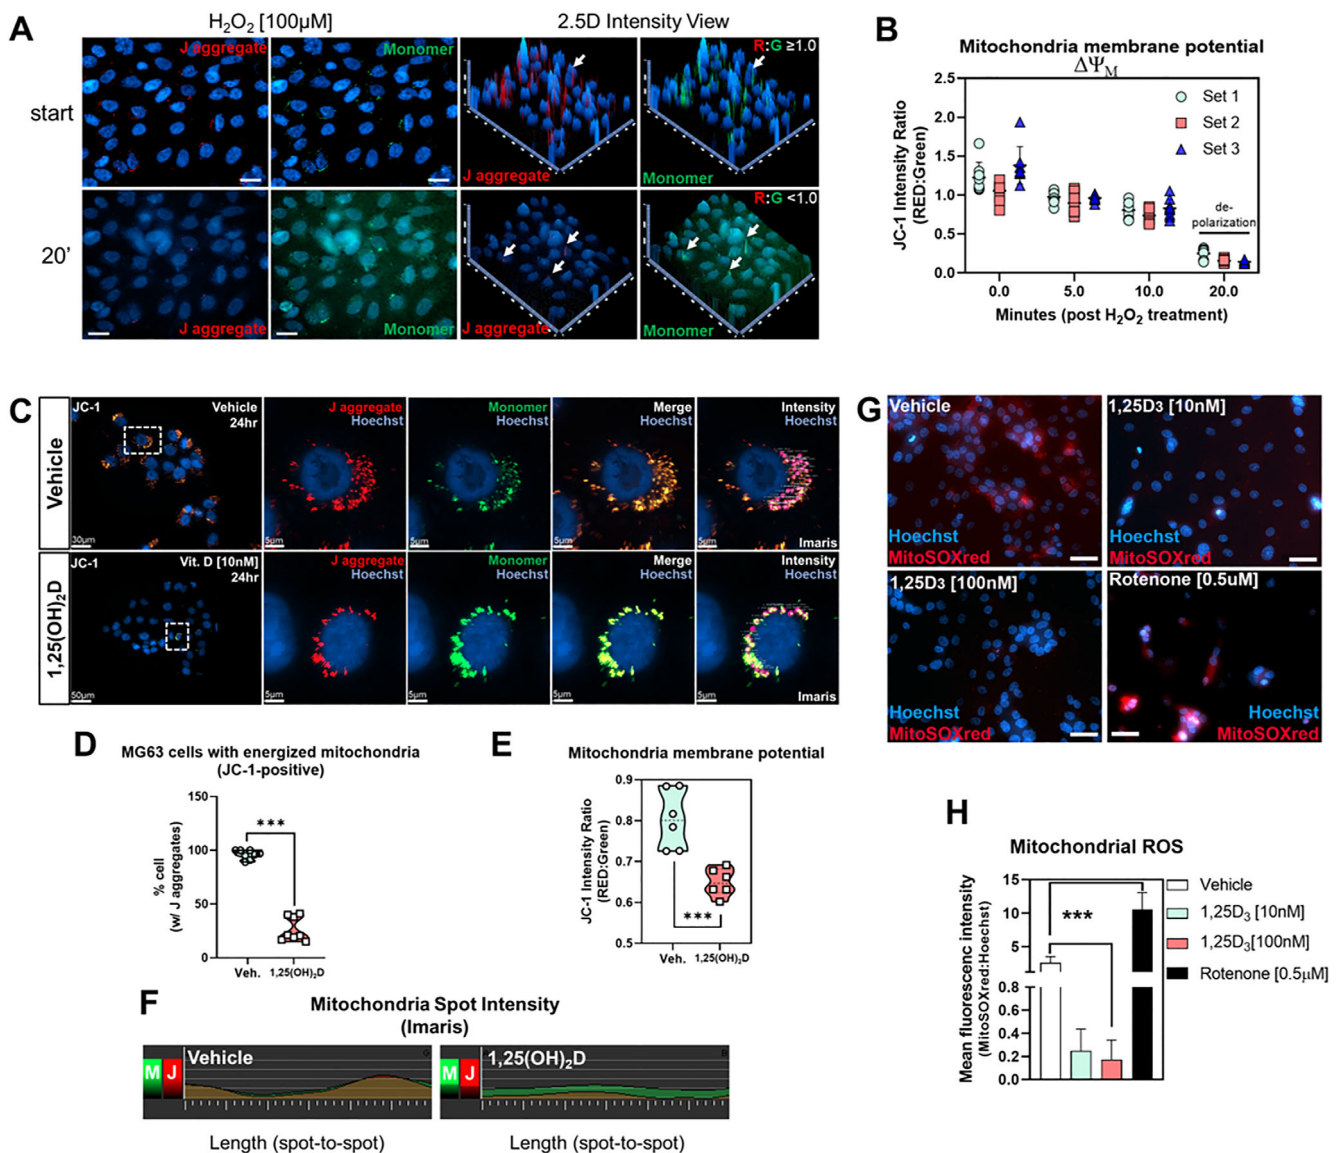 A
H₂O₂ [100µM]
2.5D Intensity View
start
J aggregate
Monomer
R:G ≥1.0
J aggregate
Monomer
20'
J aggregate
Monomer
R:G <1.0
J aggregate
Monomer
B
Mitochondria membrane potential
ΔΨM
JC-1 Intensity Ratio
(RED:Green)
2.5
2.0
1.5
1.0
0.5
0.0
Set 1
Set 2
Set 3
de-
polarization
0.0 5.0 10.0 20.0
Minutes (post H₂O₂ treatment)
C
Vehicle
JC-1 Vehicle
24hr
30µm
J aggregate
Hoechst
5µm
Monomer
Hoechst
5µm
Merge
Hoechst
5µm
Intensity
Hoechst
5µm
Imaris
1,25(OH)₂D
JC-1 Vit. D [10nM]
24hr
50µm
J aggregate
Hoechst
5µm
Monomer
Hoechst
5µm
Merge
Hoechst
5µm
Intensity
Hoechst
5µm
Imaris
D
MG63 cells with energized mitochondria
(JC-1-positive)
% cell
(w/ J aggregates)
150
100
50
0
***
Veh. 1,25(OH)₂D
E
Mitochondria membrane potential
JC-1 Intensity Ratio
(RED:Green)
0.9
0.8
0.7
0.6
0.5
***
Veh. 1,25(OH)₂D
F
Mitochondria Spot Intensity
(Imaris)
M J
Vehicle
Length (spot-to-spot)
M J
1,25(OH)₂D
Length (spot-to-spot)
G
Vehicle
Hoechst
MitoSOXred
1,25D₃ [10nM]
Hoechst
MitoSOXred
1,25D₃ [100nM]
Hoechst
MitoSOXred
Rotenone [0.5uM]
Hoechst
MitoSOXred
H
Mitochondrial ROS
Mean fluorescenc intensity
(MitoSOXred:Hoechst)
15
10
5
0.8
0.6
0.4
0.2
0.0
***
Vehicle
1,25D₃ [10nM]
1,25D₃[100nM]
Rotenone [0.5µM]